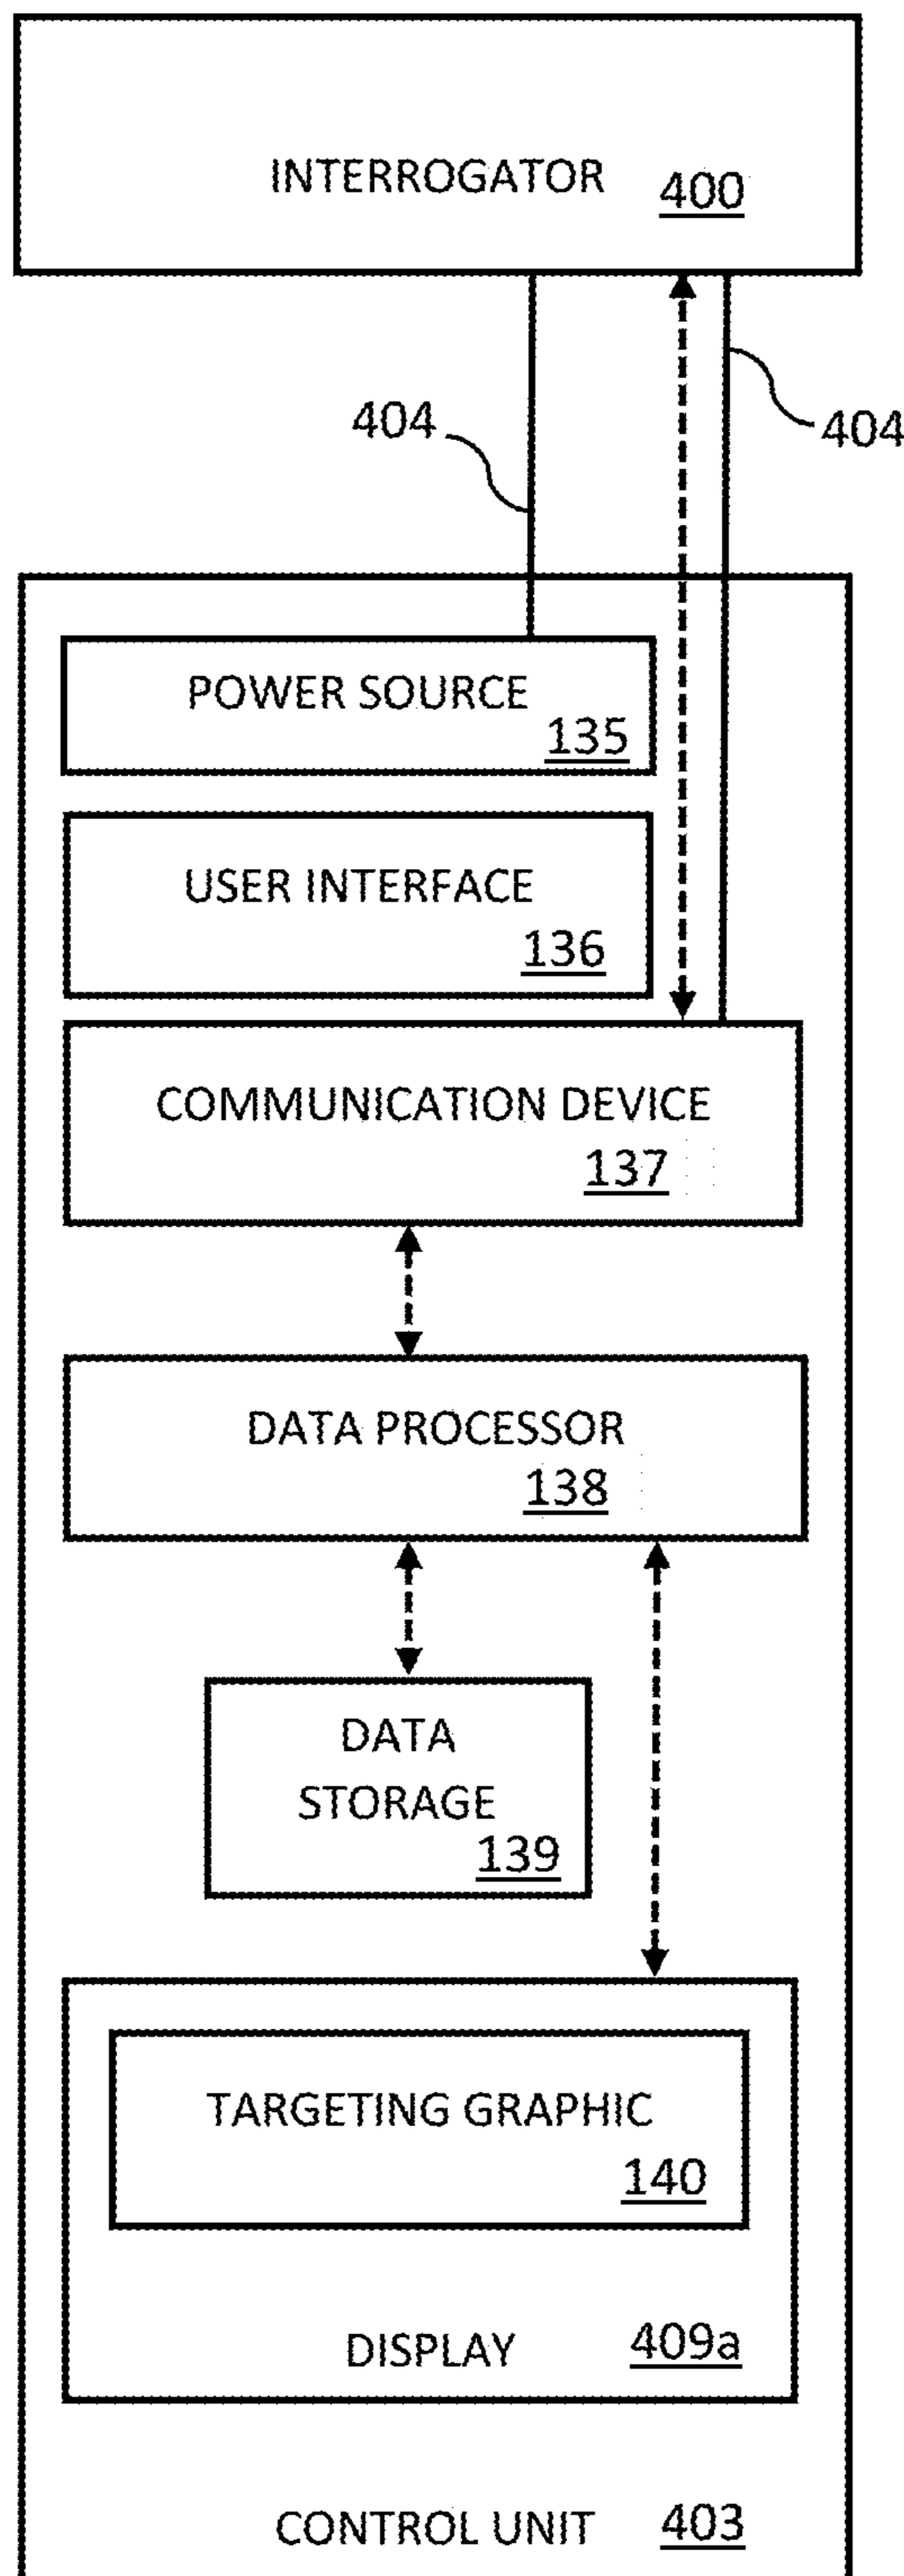 INTERROGATOR 400
404
404
POWER SOURCE
135
USER INTERFACE
136
COMMUNICATION DEVICE
137
DATA PROCESSOR
138
DATA
STORAGE
139
TARGETING GRAPHIC
140
DISPLAY 409a
CONTROL UNIT 403